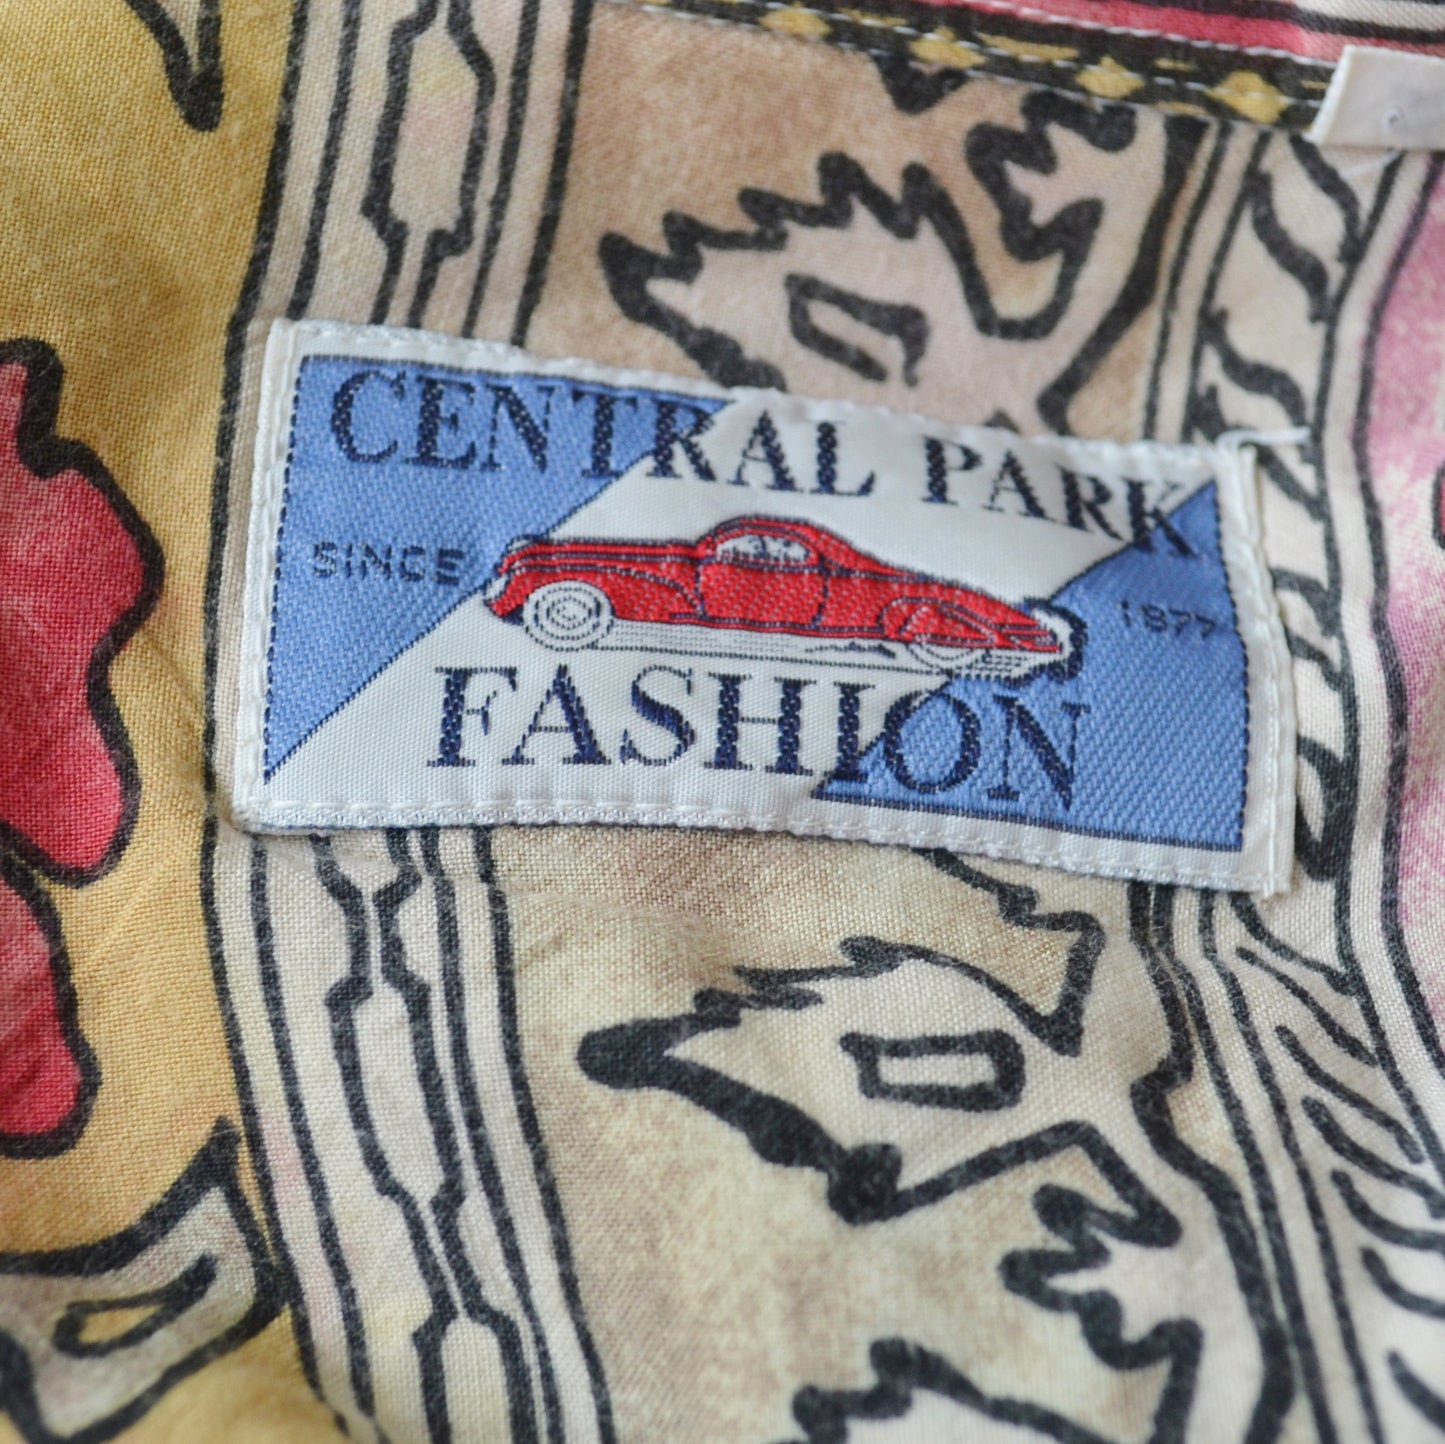 CENTRAL PARK
SINCE 1877
FASHION